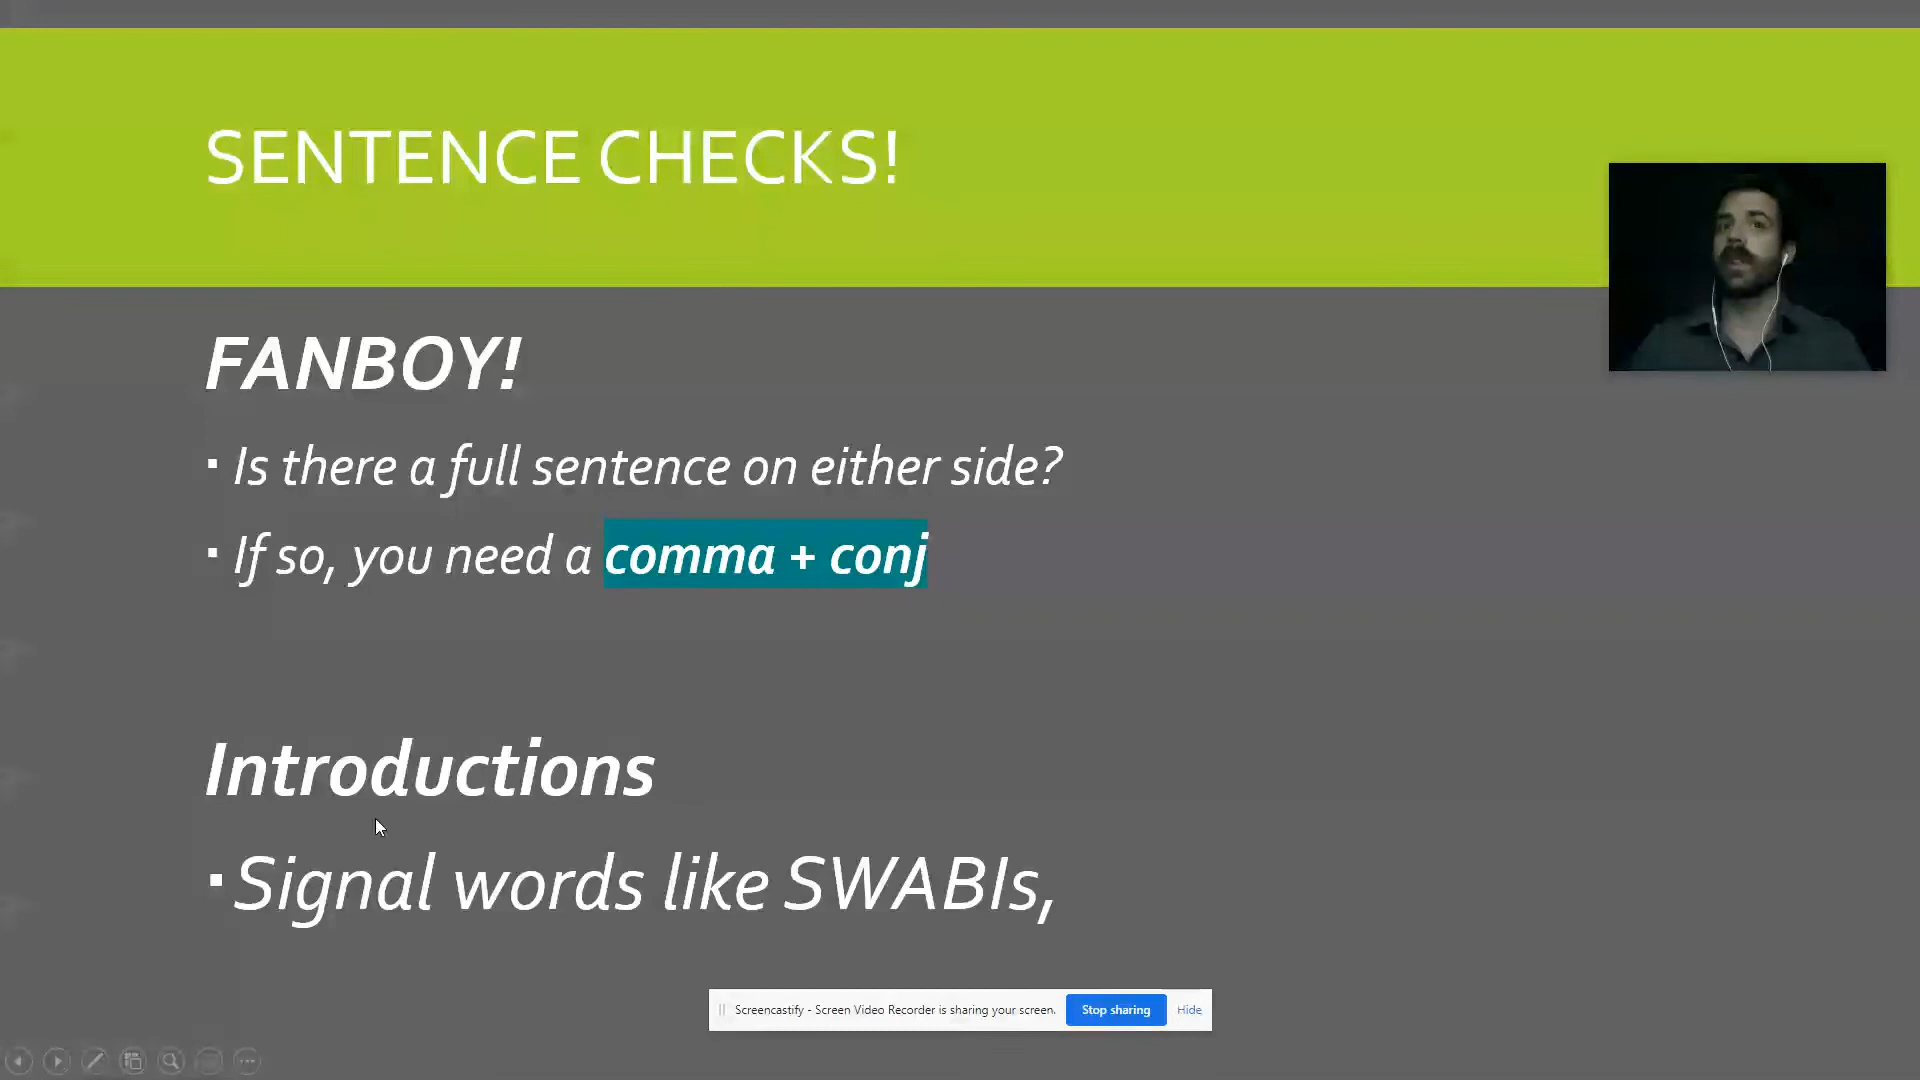 SENTENCE CHECKS!
FANBOY!
▪ Is there a full sentence on either side?
▪ If so, you need a comma + conj
Introductions
▪ Signal words like SWABIs,
Screencastify - Screen Video Recorder is sharing your screen. Stop sharing Hide